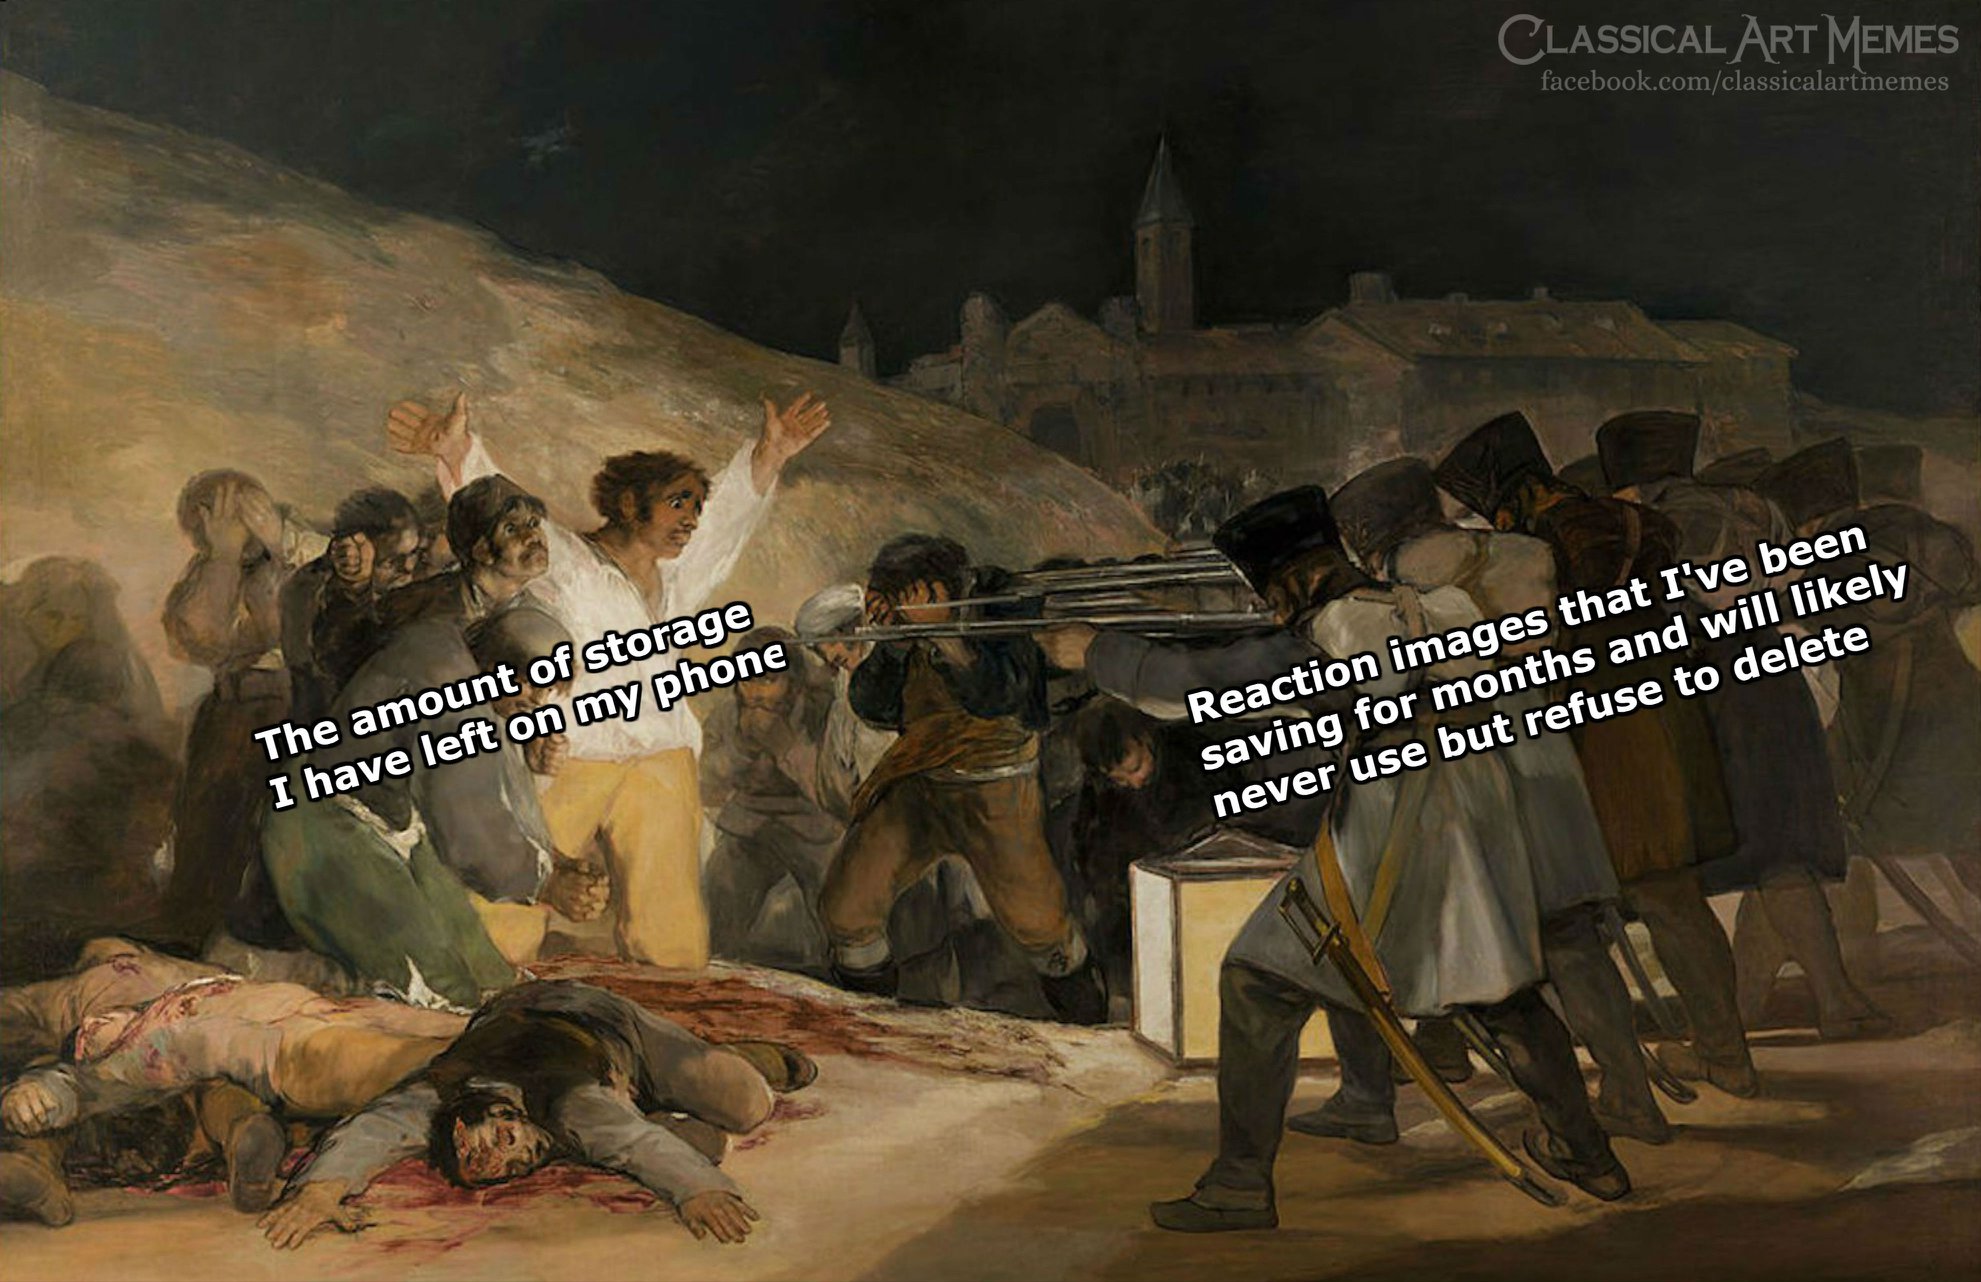 CLASSICAL ART MEMES
facebook.com/classicalartmemes
The amount of storage
I have left on my phone
Reaction images that I've been
saving for months and will likely
never use but refuse to delete